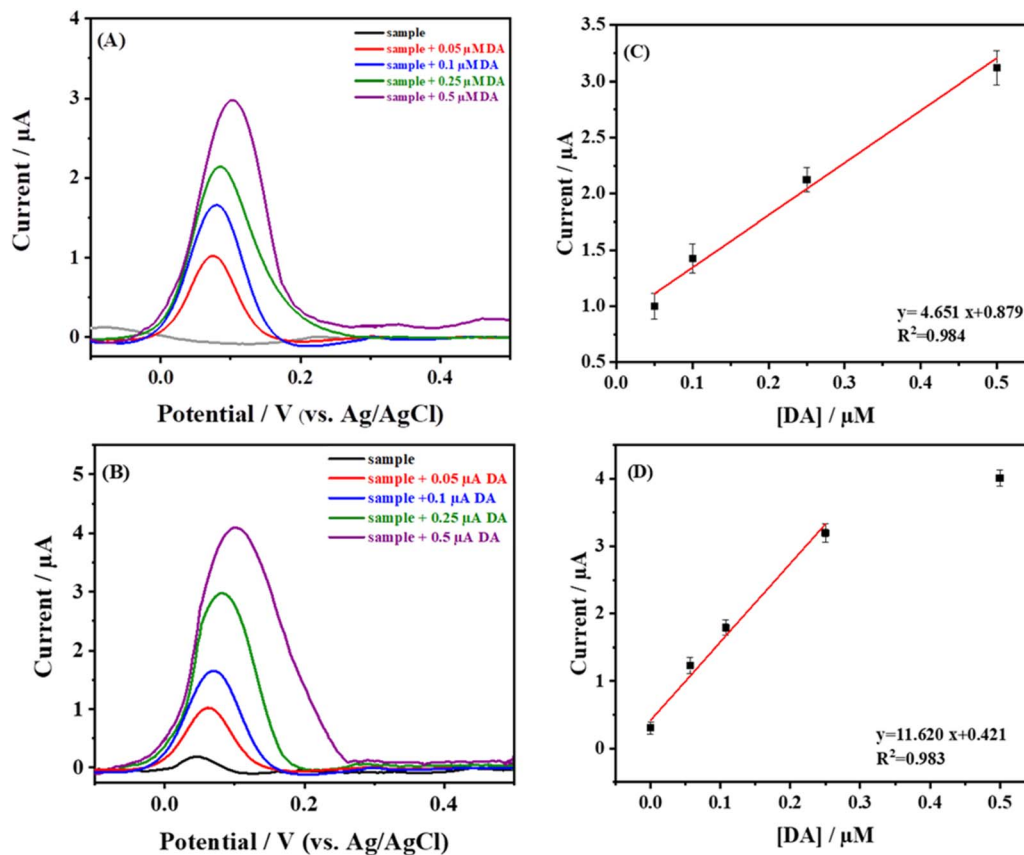 (A)
sample
sample + 0.05 µM DA
sample + 0.1 µM DA
sample + 0.25 µM DA
sample + 0.5 µM DA
4
3
2
1
0
Current / µA
0.0
0.2
0.4
Potential / V (vs. Ag/AgCl)
(C)
3.5
3.0
2.5
2.0
1.5
1.0
0.5
Current / µA
y= 4.651 x+0.879
R²=0.984
0.0
0.1
0.2
0.3
0.4
0.5
[DA] / µM
(B)
sample
sample + 0.05 µA DA
sample +0.1 µA DA
sample + 0.25 µA DA
sample + 0.5 µA DA
5
4
3
2
1
0
Current / µA
0.0
0.2
0.4
Potential / V (vs. Ag/AgCl)
(D)
4
3
2
1
0
Current / µA
y=11.620 x+0.421
R²=0.983
0.0
0.1
0.2
0.3
0.4
0.5
[DA] / µM